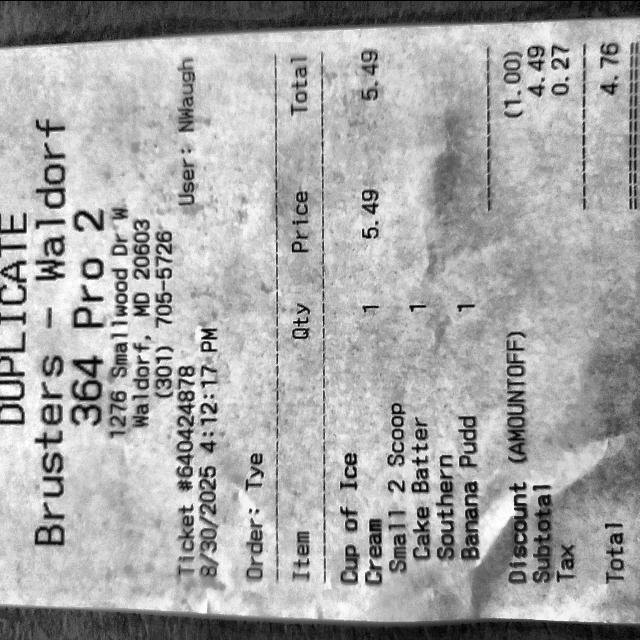 DUPLICATE
Brusters - Waldorf
364 Pro 2
1276 Smallwood Dr W
Waldorf, MD 20603
(301) 705-5726
Ticket #640424878
8/30/2025 4:12:17 PM User: NWaugh
Order: Tye
Item Qty Price Total
Cup of Ice
Cream 1 5.49 5.49
Small 2 Scoop
Cake Batter 1
Southern
Banana Pudd 1
Discount (AMOUNTOFF) (1.00)
Subtotal 4.49
Tax 0.27
Total 4.76